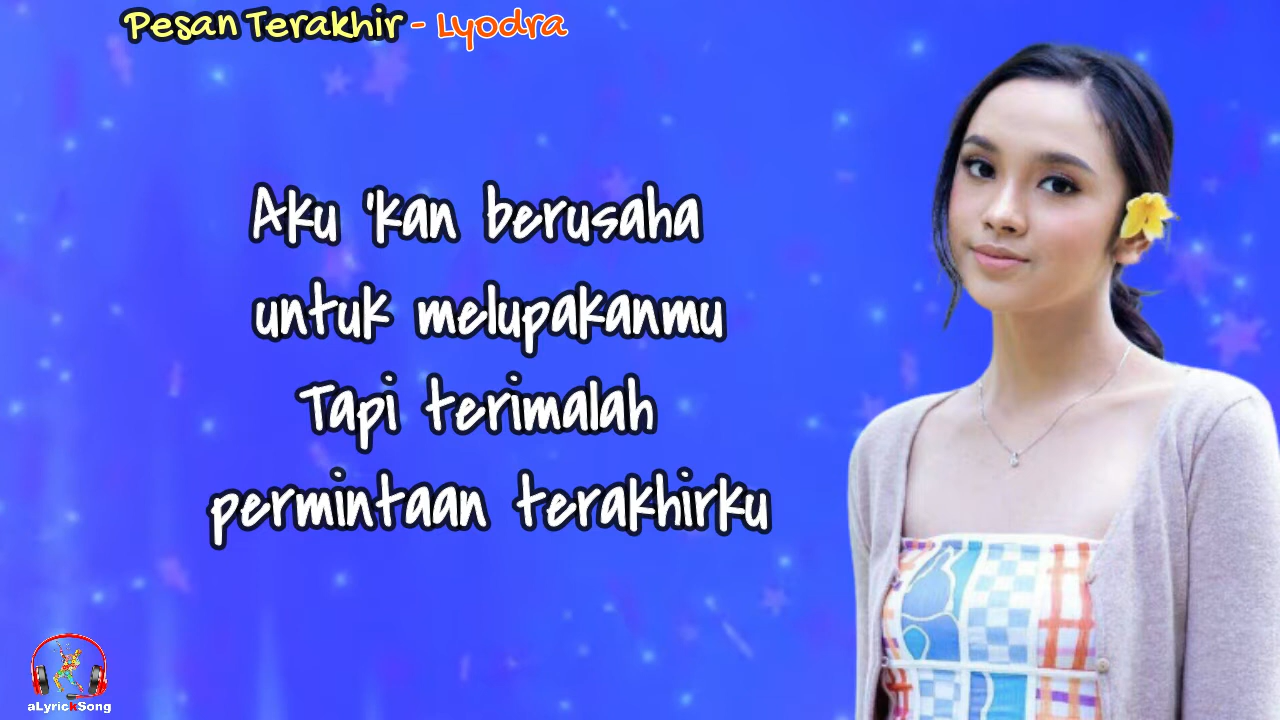 Pesan Terakhir - Lyodra
Aku 'kan berusaha
untuk melupakanmu
Tapi terimalah
permintaan terakhirku
aLyrickSong